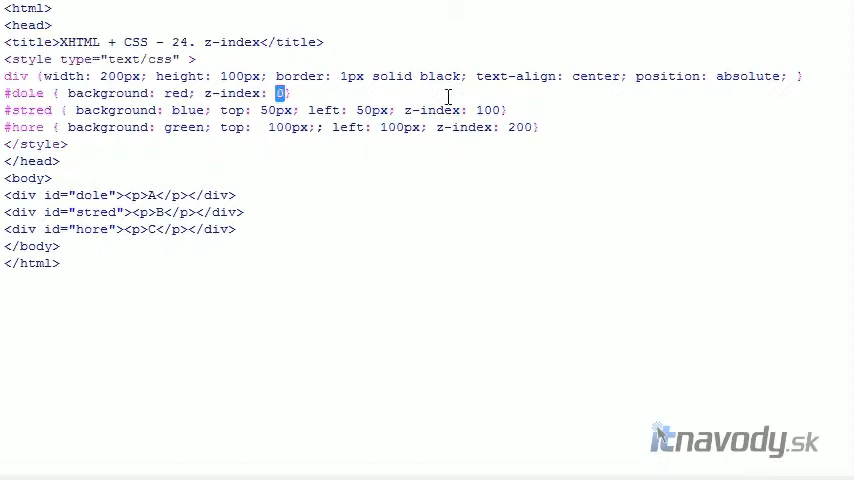 <html>
<head>
<title>XHTML + CSS - 24. z-index</title>
<style type="text/css" >
div {width: 200px; height: 100px; border: 1px solid black; text-align: center; position: absolute; }
#dole { background: red; z-index: 0}
#stred { background: blue; top: 50px; left: 50px; z-index: 100}
#hore { background: green; top:  100px;; left: 100px; z-index: 200}
</style>
</head>
<body>
<div id="dole"><p>A</p></div>
<div id="stred"><p>B</p></div>
<div id="hore"><p>C</p></div>
</body>
</html>
itnavody.sk